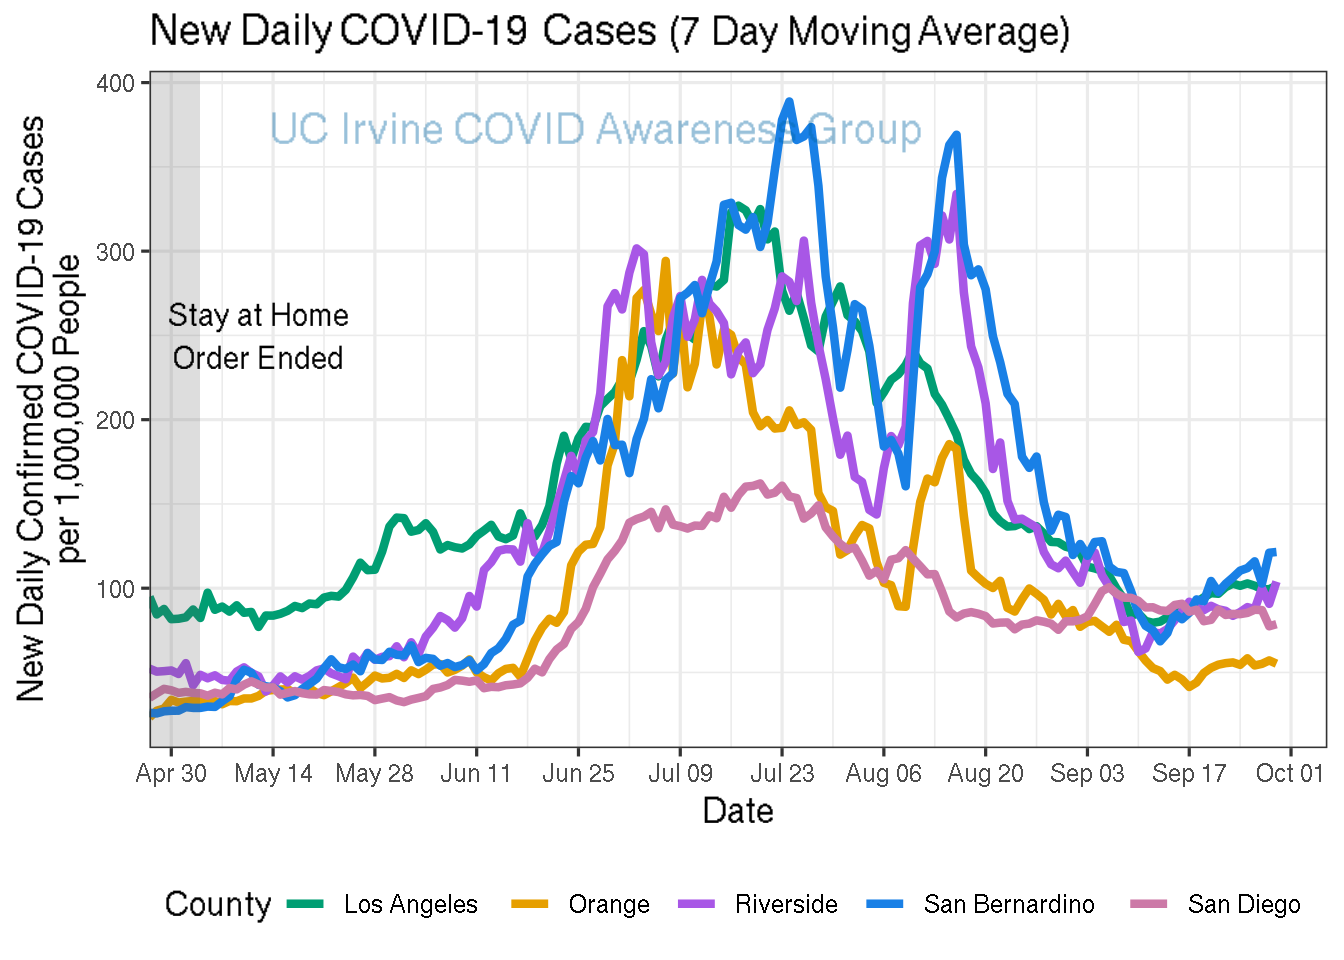 New Daily COVID-19 Cases (7 Day Moving Average)
UC Irvine COVID Awareness Group
New Daily Confirmed COVID-19 Cases
per 1,000,000 People
400
300
200
100
Stay at Home
Order Ended
Apr 30 May 14 May 28 Jun 11 Jun 25 Jul 09 Jul 23 Aug 06 Aug 20 Sep 03 Sep 17 Oct 01
Date
County Los Angeles Orange Riverside San Bernardino San Diego